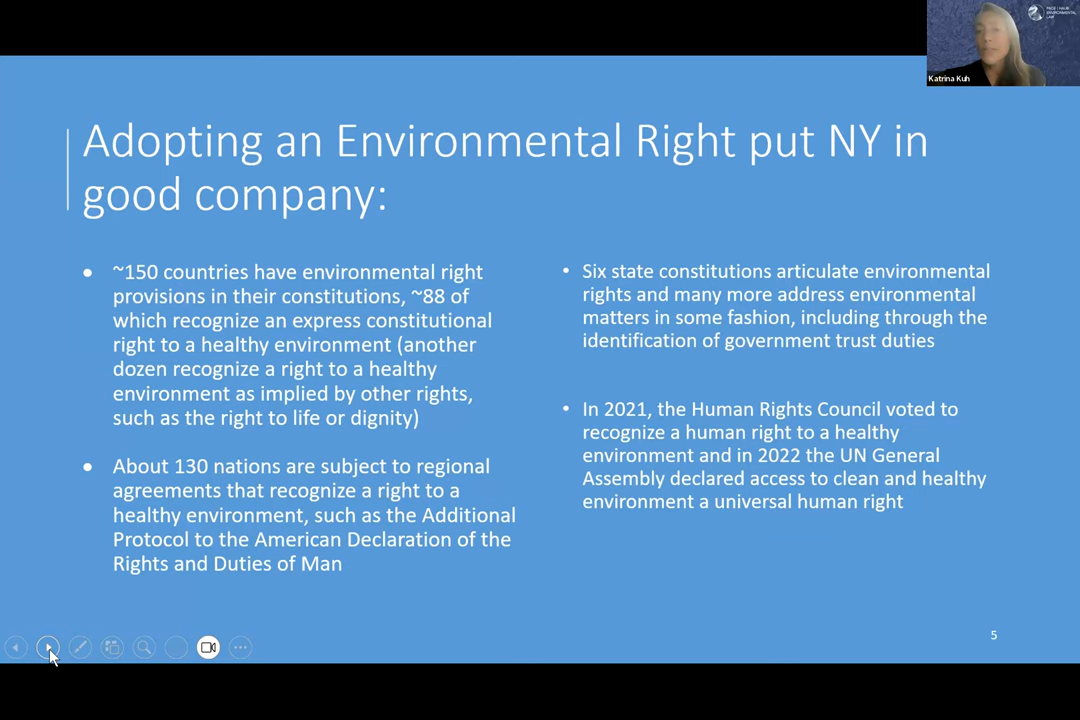 PACE | HAUB
ENVIRONMENTAL
LAW
Katrina Kuh
Adopting an Environmental Right put NY in
good company:
● ~150 countries have environmental right
provisions in their constitutions, ~88 of
which recognize an express constitutional
right to a healthy environment (another
dozen recognize a right to a healthy
environment as implied by other rights,
such as the right to life or dignity)
● About 130 nations are subject to regional
agreements that recognize a right to a
healthy environment, such as the Additional
Protocol to the American Declaration of the
Rights and Duties of Man
• Six state constitutions articulate environmental
rights and many more address environmental
matters in some fashion, including through the
identification of government trust duties
• In 2021, the Human Rights Council voted to
recognize a human right to a healthy
environment and in 2022 the UN General
Assembly declared access to clean and healthy
environment a universal human right
5